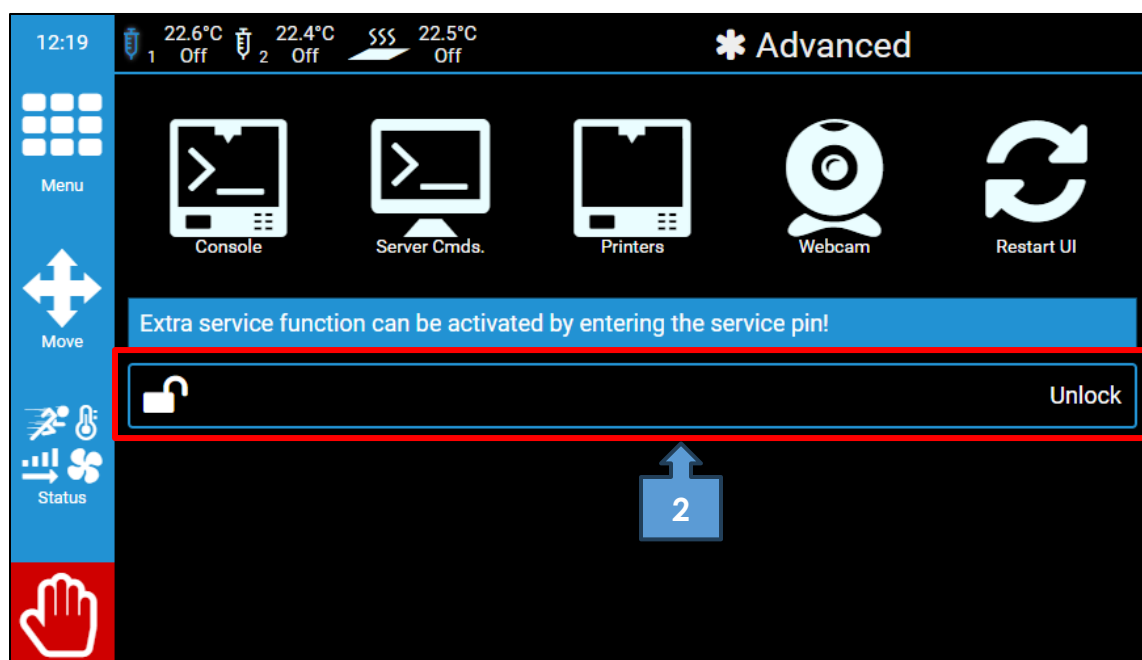 12:19
1 22.6°C Off
2 22.4°C Off
22.5°C Off
Advanced
Menu
Move
Status
Console
Server Cmds.
Printers
Webcam
Restart UI
Extra service function can be activated by entering the service pin!
Unlock
2